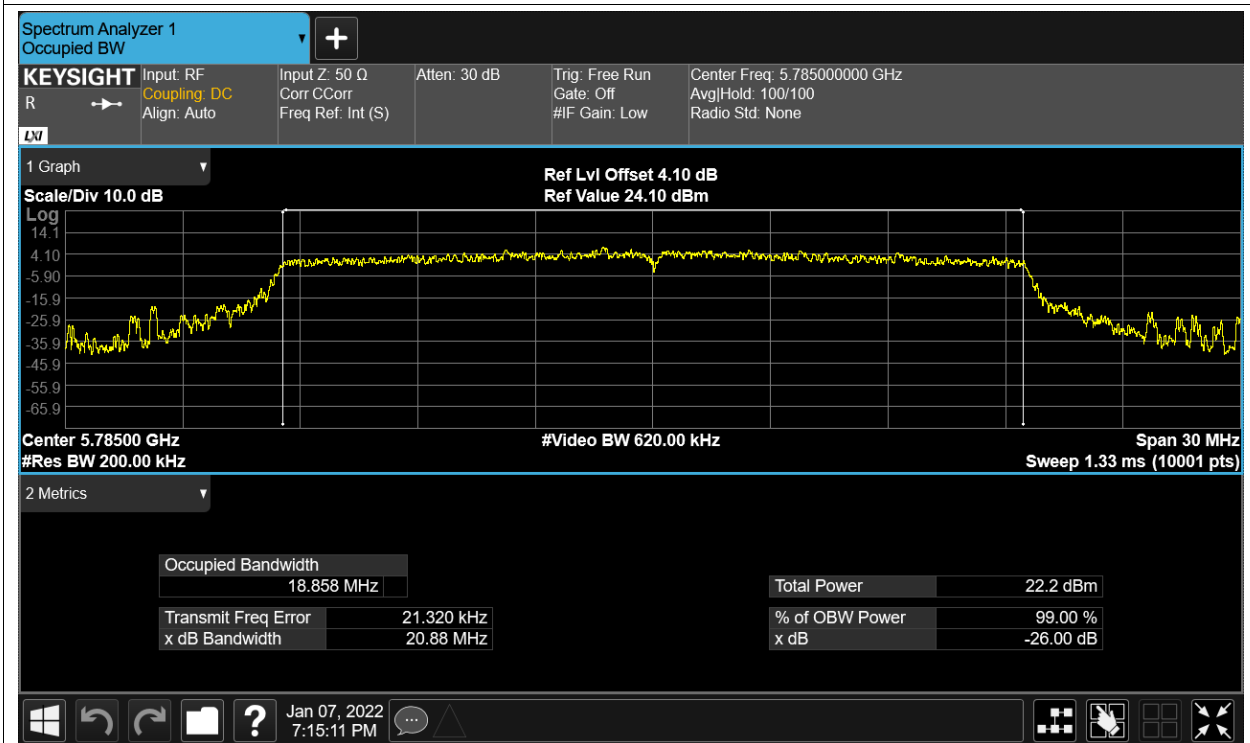 Spectrum Analyzer 1
Occupied BW
KEYSIGHT
R
LXI
Input: RF
Coupling: DC
Align: Auto
Input Z: 50 Ω
Corr CCorr
Freq Ref: Int (S)
Atten: 30 dB
Trig: Free Run
Gate: Off
#IF Gain: Low
Center Freq: 5.785000000 GHz
Avg|Hold: 100/100
Radio Std: None
1 Graph
Scale/Div 10.0 dB
Ref Lvl Offset 4.10 dB
Ref Value 24.10 dBm
Log
14.1
4.10
-5.90
-15.9
-25.9
-35.9
-45.9
-55.9
-65.9
Center 5.78500 GHz
#Video BW 620.00 kHz
Span 30 MHz
#Res BW 200.00 kHz
Sweep 1.33 ms (10001 pts)
2 Metrics
Occupied Bandwidth
18.858 MHz
Transmit Freq Error 21.320 kHz
x dB Bandwidth 20.88 MHz
Total Power 22.2 dBm
% of OBW Power 99.00 %
x dB -26.00 dB
?
Jan 07, 2022
7:15:11 PM